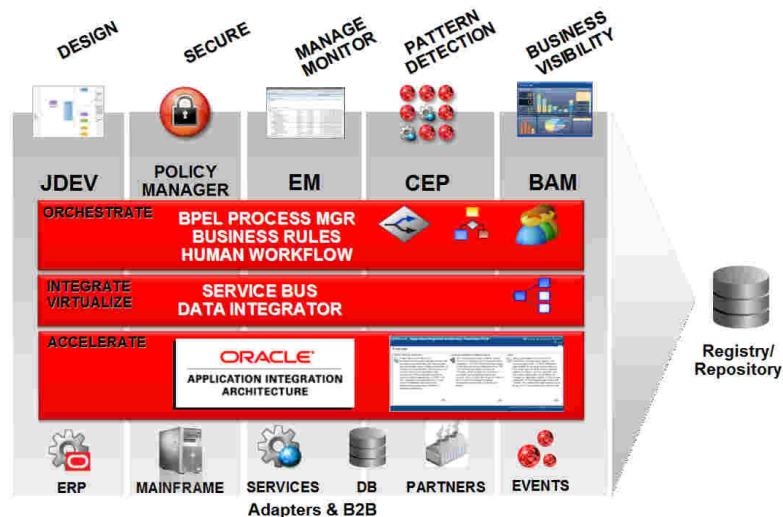 DESIGN
SECURE
MANAGE
MONITOR
PATTERN
DETECTION
BUSINESS
VISIBILITY
JDEV
POLICY
MANAGER
EM
CEP
BAM
ORCHESTRATE
BPEL PROCESS MGR
BUSINESS RULES
HUMAN WORKFLOW
INTEGRATE
VIRTUALIZE
SERVICE BUS
DATA INTEGRATOR
ACCELERATE
ORACLE®
APPLICATION INTEGRATION
ARCHITECTURE
Registry/
Repository
ERP
MAINFRAME
SERVICES
DB
PARTNERS
EVENTS
Adapters & B2B